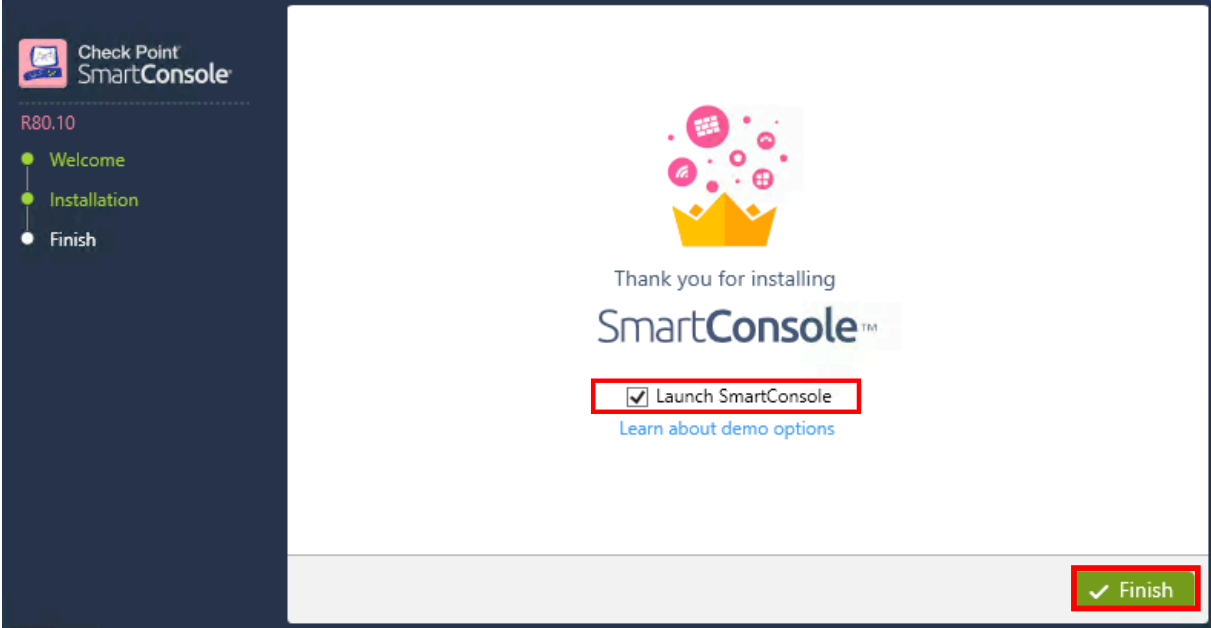 Check Point
SmartConsole
R80.10
Welcome
Installation
Finish
Thank you for installing
SmartConsole™
Launch SmartConsole
Learn about demo options
Finish